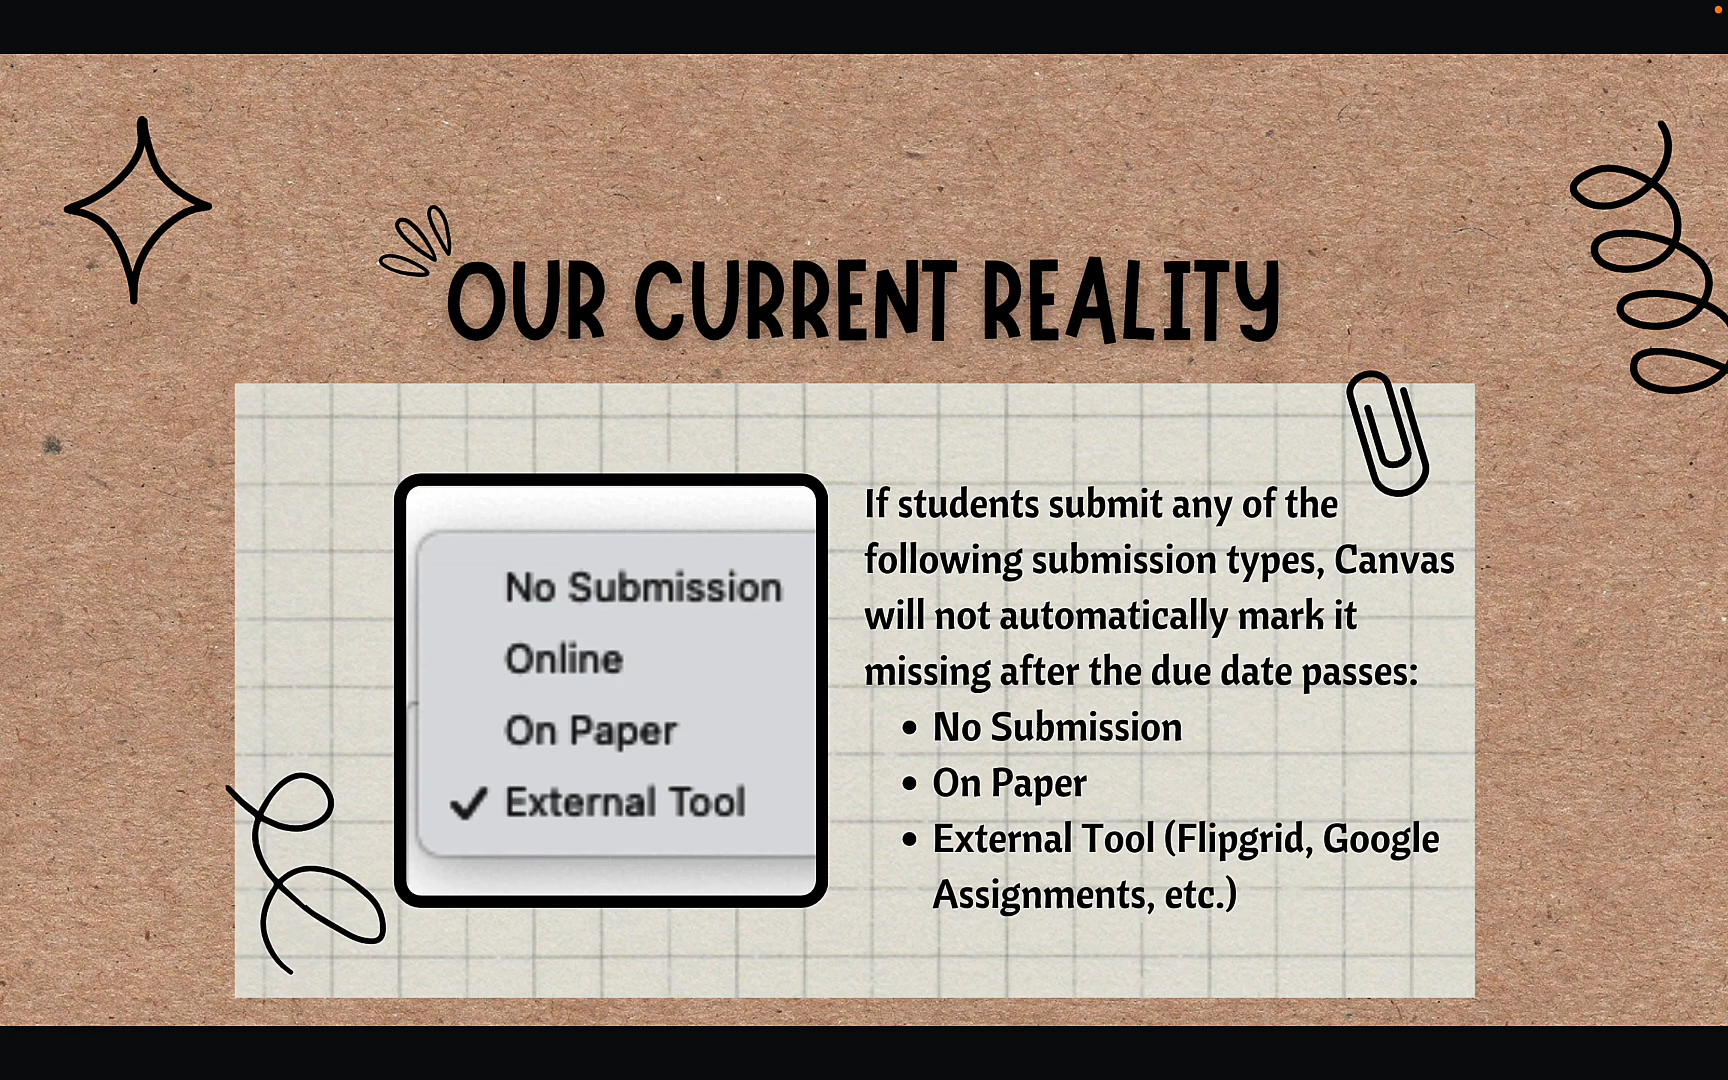 OUR CURRENT REALITY
No Submission
Online
On Paper
External Tool
If students submit any of the
following submission types, Canvas
will not automatically mark it
missing after the due date passes:
• No Submission
• On Paper
• External Tool (Flipgrid, Google
Assignments, etc.)